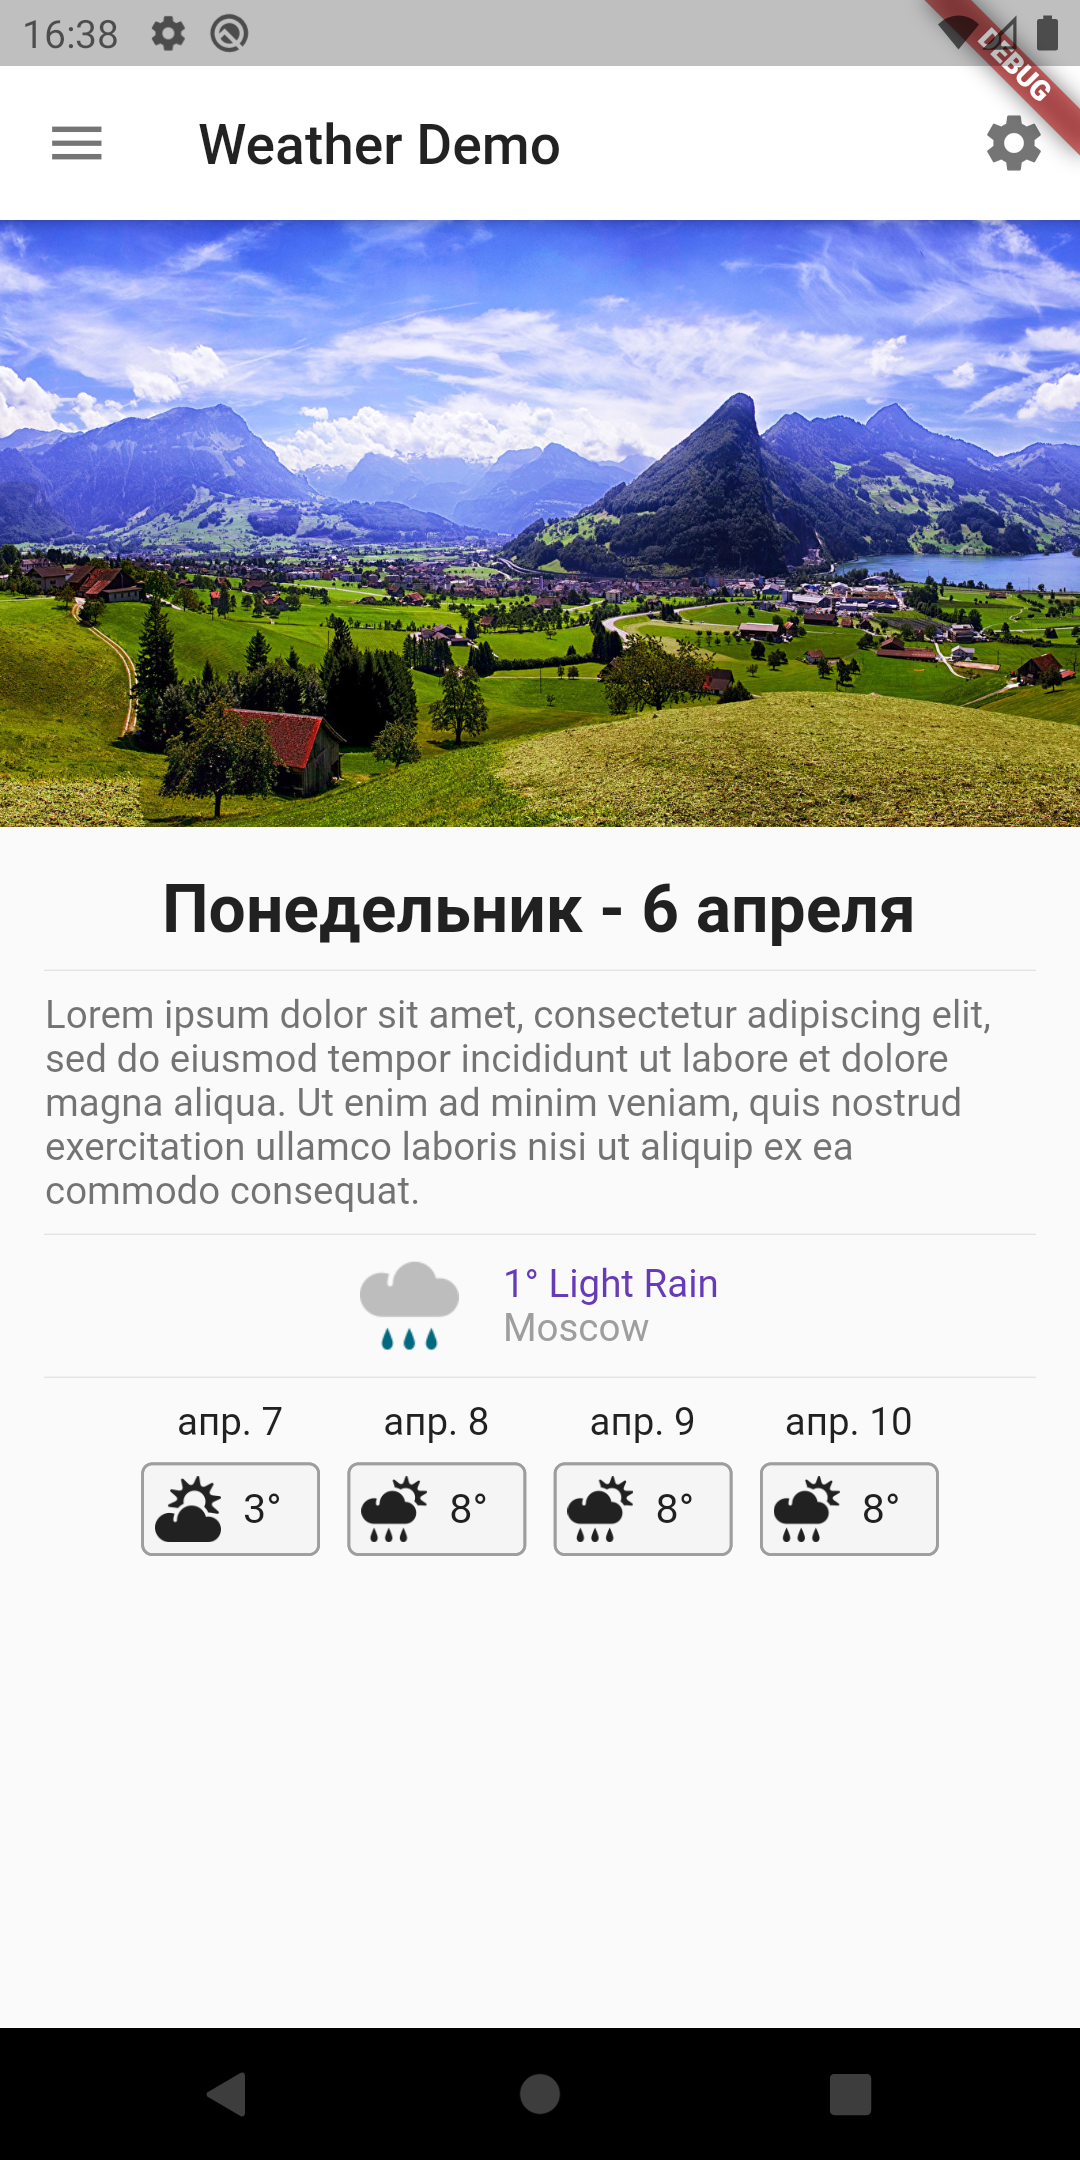 16:38
DEBUG
Weather Demo
Понедельник - 6 апреля
Lorem ipsum dolor sit amet, consectetur adipiscing elit,
sed do eiusmod tempor incididunt ut labore et dolore
magna aliqua. Ut enim ad minim veniam, quis nostrud
exercitation ullamco laboris nisi ut aliquip ex ea
commodo consequat.
1° Light Rain
Moscow
апр. 7 апр. 8 апр. 9 апр. 10
3° 8° 8° 8°